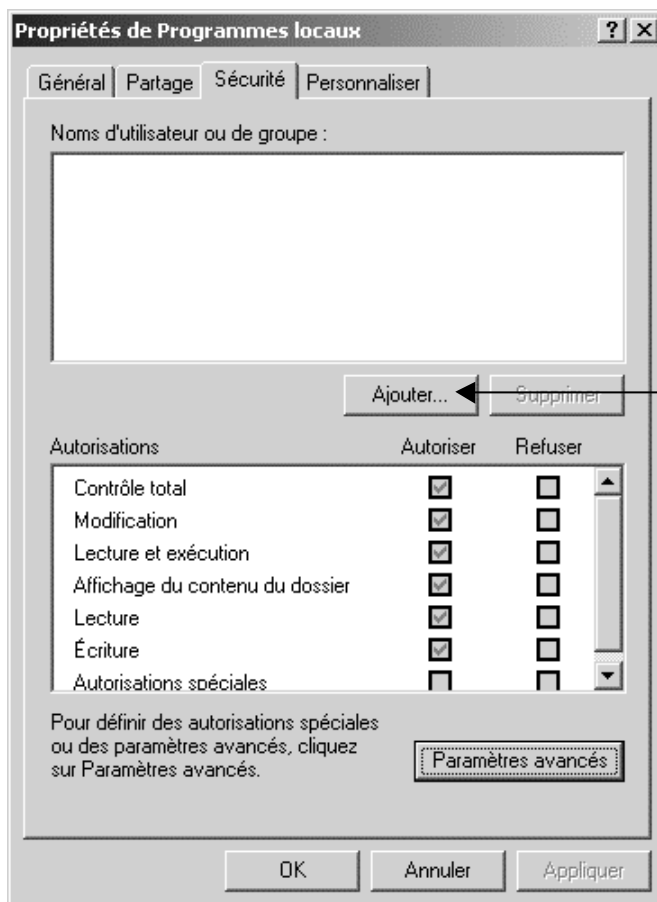 Propriétés de Programmes locaux
Général Partage Sécurité Personnaliser
Noms d'utilisateur ou de groupe :
Ajouter... Supprimer
Autorisations Autoriser Refuser
Contrôle total
Modification
Lecture et exécution
Affichage du contenu du dossier
Lecture
Écriture
Autorisations spéciales
Pour définir des autorisations spéciales
ou des paramètres avancés, cliquez
sur Paramètres avancés.
Paramètres avancés
OK Annuler Appliquer